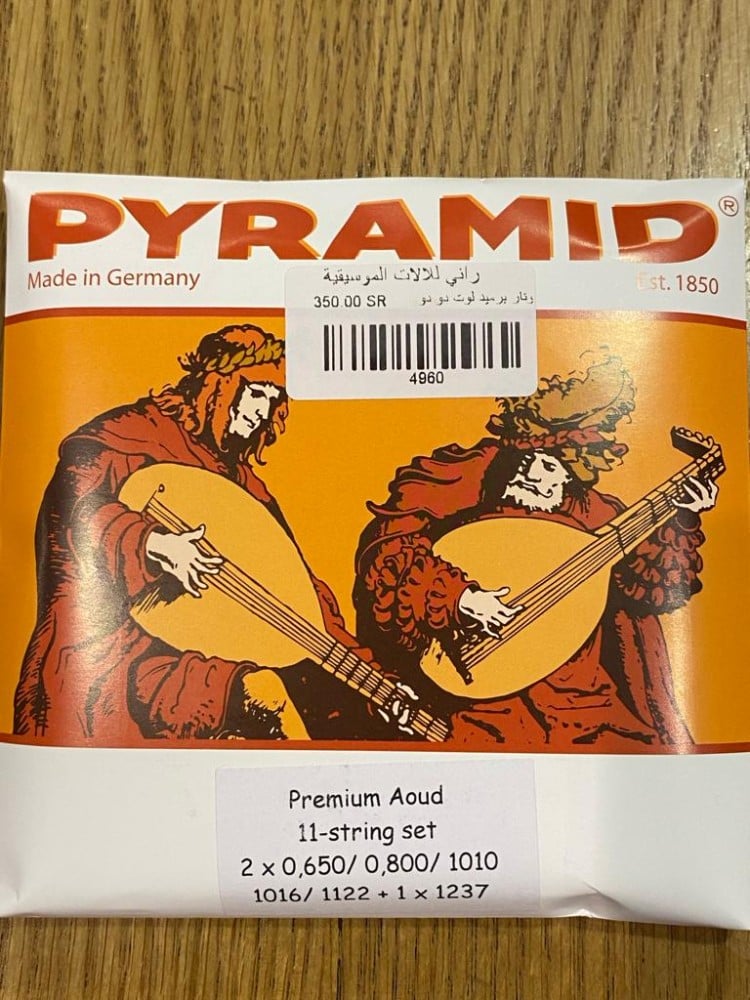 PYRAMID®
Made in Germany
Est. 1850
راني للالات الموسيقية
وتار برميد لوت دو دو
350.00 SR
4960
Premium Aoud
11-string set
2 x 0,650/ 0,800/ 1010
1016/ 1122 + 1 x 1237